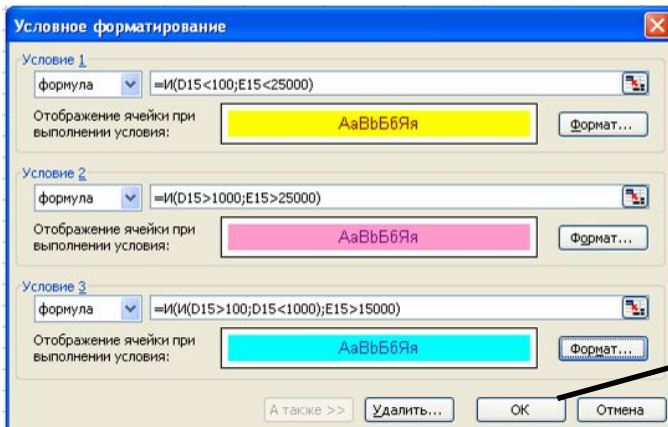 Условное форматирование
Условие 1
формула =И(D15<100;E15<25000)
Отображение ячейки при
выполнении условия:
АаBbБбЯя
Формат...
Условие 2
формула =И(D15>1000;E15>25000)
Отображение ячейки при
выполнении условия:
АаBbБбЯя
Формат...
Условие 3
формула =И(И(D15>100;D15<1000);E15>15000)
Отображение ячейки при
выполнении условия:
АаBbБбЯя
Формат...
А также >> Удалить... ОК Отмена